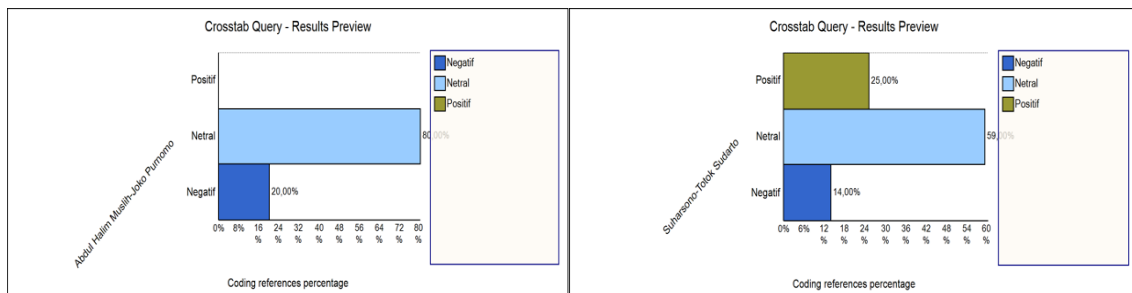 Crosstab Query - Results Preview
Positif
Netral
Negatif
80,00%
20,00%
0% 8% 16 % 24 % 32 % 40 % 48 % 56 % 64 % 72 % 80 %
Abdul Halim Muslih-Joko Purnomo
Coding references percentage
Negatif
Netral
Positif
Crosstab Query - Results Preview
Positif
Netral
Negatif
25,00%
59,00%
14,00%
0% 6% 12 % 18 % 24 % 30 % 36 % 42 % 48 % 54 % 60 %
Suharsono-Totok Sudarto
Coding references percentage
Negatif
Netral
Positif